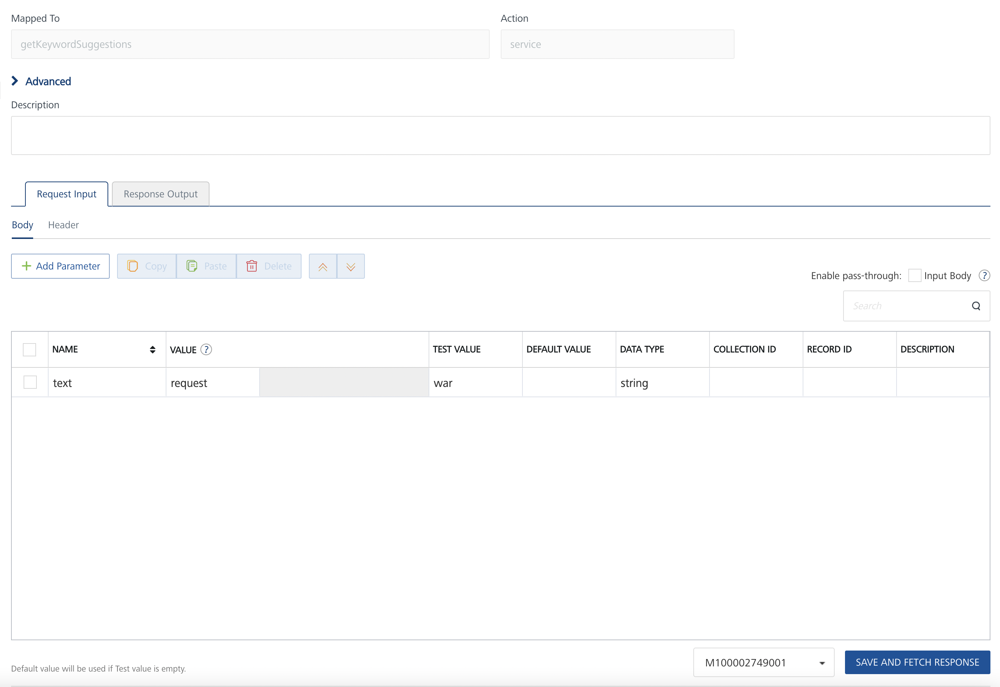 Mapped To
Action
getKeywordSuggestions
service
Advanced
Description
Request Input
Response Output
Body
Header
Add Parameter
Copy
Paste
Delete
Enable pass-through:
Input Body
?
Search
NAME
VALUE ?
TEST VALUE
DEFAULT VALUE
DATA TYPE
COLLECTION ID
RECORD ID
DESCRIPTION
text
request
war
string
Default value will be used if Test value is empty.
M100002749001
SAVE AND FETCH RESPONSE